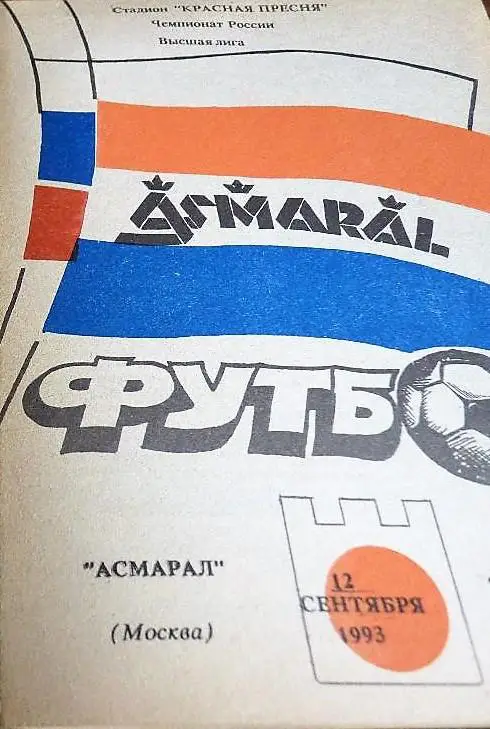 Стадион "КРАСНАЯ ПРЕСНЯ"
Чемпионат России
Высшая лига
ASMARAL
ФУТБ
"АСМАРАЛ"
(Москва)
12
СЕНТЯБРЯ
1993